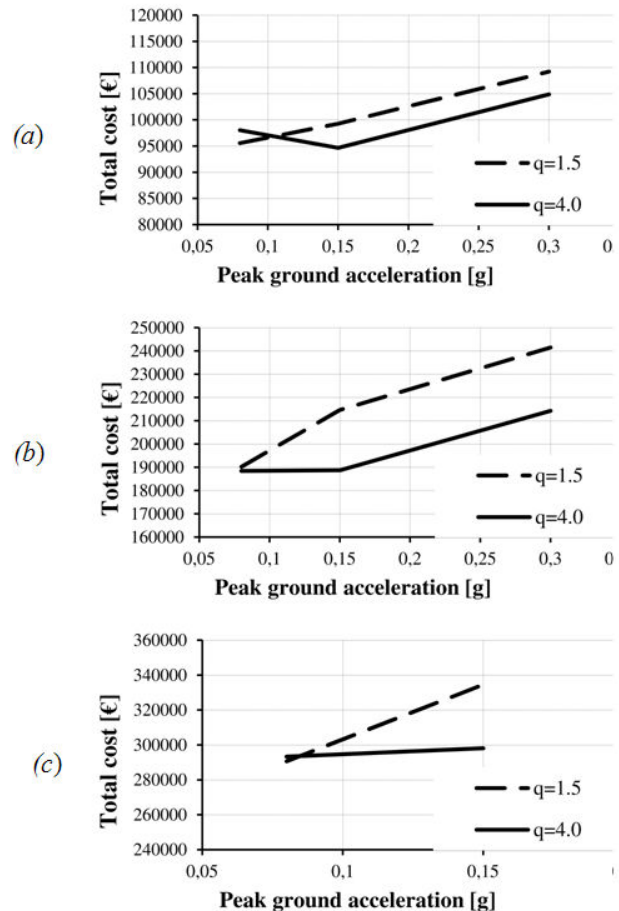 (a)
Total cost [€]
120000
115000
110000
105000
100000
95000
90000
85000
80000
q=1.5
q=4.0
0,05 0,1 0,15 0,2 0,25 0,3 0
Peak ground acceleration [g]
(b)
Total cost [€]
250000
240000
230000
220000
210000
200000
190000
180000
170000
160000
q=1.5
q=4.0
0,05 0,1 0,15 0,2 0,25 0,3 0
Peak ground acceleration [g]
(c)
Total cost [€]
360000
340000
320000
300000
280000
260000
240000
q=1.5
q=4.0
0,05 0,1 0,15
Peak ground acceleration [g]